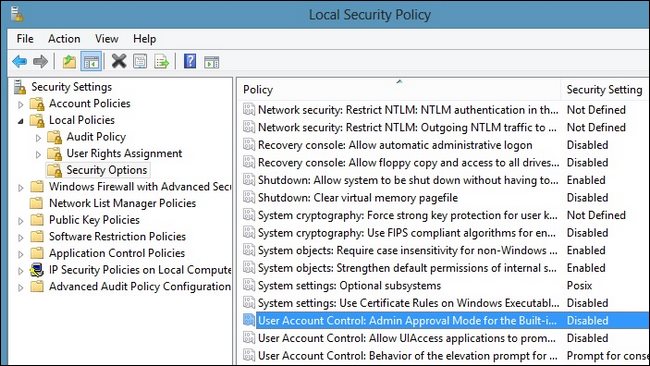 Local Security Policy
File Action View Help
Security Settings
Account Policies
Local Policies
Audit Policy
User Rights Assignment
Security Options
Windows Firewall with Advanced Secu
Network List Manager Policies
Public Key Policies
Software Restriction Policies
Application Control Policies
IP Security Policies on Local Compute
Advanced Audit Policy Configuration
Policy Security Setting
Network security: Restrict NTLM: NTLM authentication in th... Not Defined
Network security: Restrict NTLM: Outgoing NTLM traffic to ... Not Defined
Recovery console: Allow automatic administrative logon Disabled
Recovery console: Allow floppy copy and access to all drives... Disabled
Shutdown: Allow system to be shut down without having to... Enabled
Shutdown: Clear virtual memory pagefile Disabled
System cryptography: Force strong key protection for user k... Not Defined
System cryptography: Use FIPS compliant algorithms for en... Disabled
System objects: Require case insensitivity for non-Windows ... Enabled
System objects: Strengthen default permissions of internal s... Enabled
System settings: Optional subsystems Posix
System settings: Use Certificate Rules on Windows Executabl... Disabled
User Account Control: Admin Approval Mode for the Built-i... Disabled
User Account Control: Allow UIAccess applications to prom... Disabled
User Account Control: Behavior of the elevation prompt for ... Prompt for conse